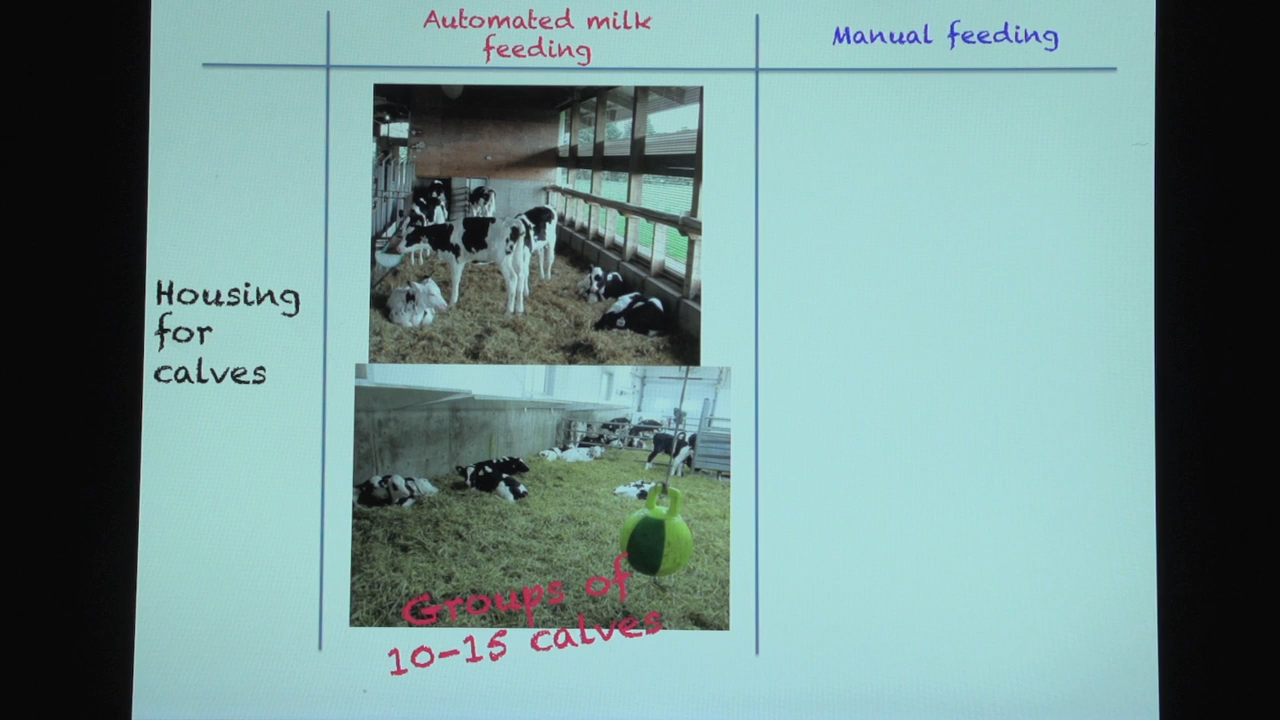 Automated milk
feeding
Manual feeding
Housing
for
calves
Groups of
10-15 calves